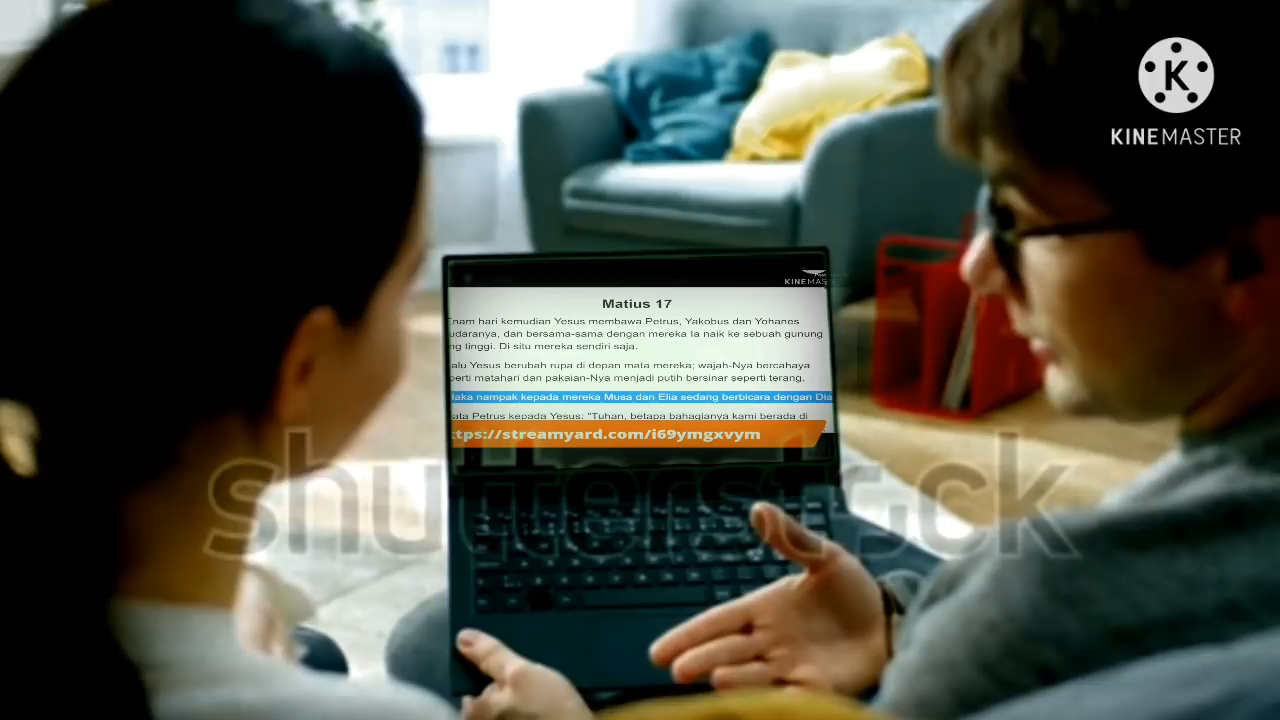 K
KINEMASTER
KINEMAS
Matius 17
Enam hari kemudian Yesus membawa Petrus, Yakobus dan Yohanes
udaranya, dan bersama-sama dengan mereka Ia naik ke sebuah gunung
ng tinggi. Di situ mereka sendiri saja.
alu Yesus berubah rupa di depan mata mereka; wajah-Nya bercahaya
perti matahari dan pakaian-Nya menjadi putih bersinar seperti terang.
Maka nampak kepada mereka Musa dan Elia sedang berbicara dengan Dia
ata Petrus kepada Yesus: "Tuhan, betapa bahagianya kami berada di
ttps://streamyard.com/i69ymgxvym
shutterstock